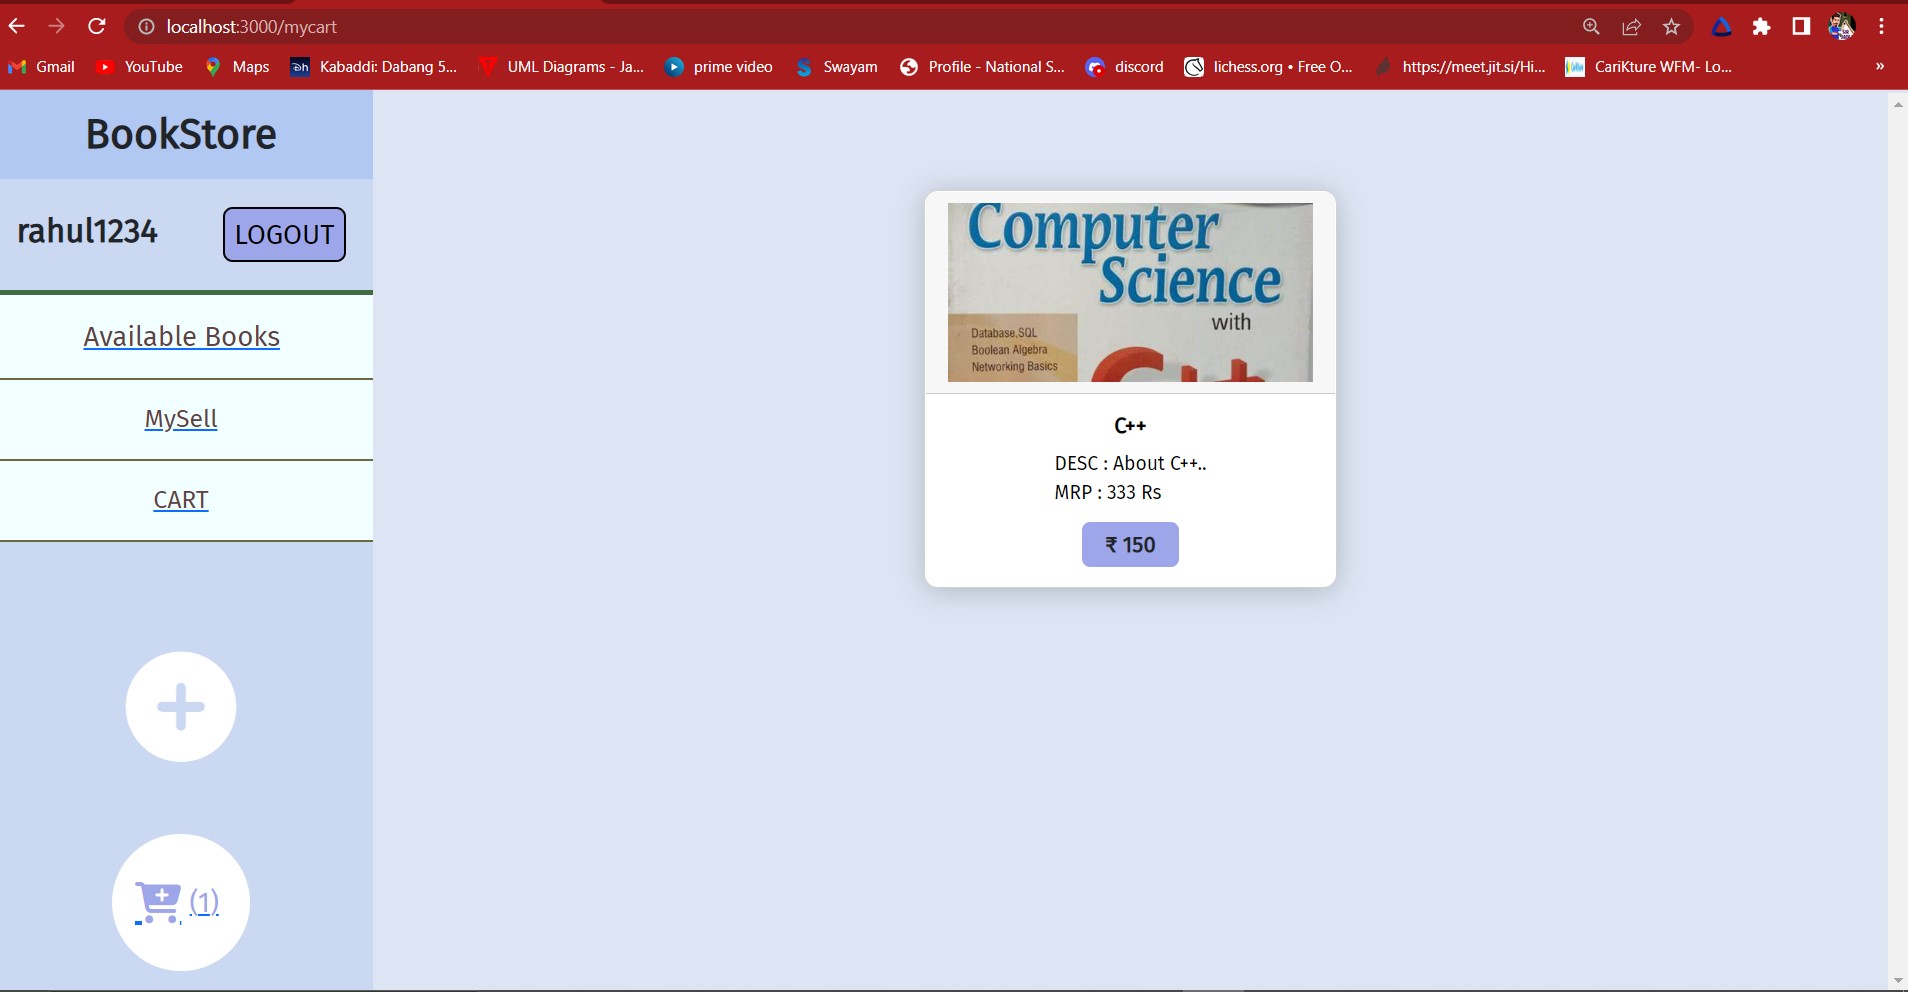 localhost:3000/mycart
Gmail YouTube Maps Kabaddi: Dabang 5... UML Diagrams - Ja... prime video Swayam Profile - National S... discord lichess.org • Free O... https://meet.jit.si/Hi... CariKture WFM- Lo... »
BookStore
rahul1234 LOGOUT
Available Books
MySell
CART
(1)
Computer
Science
with
Database,SQL
Boolean Algebra
Networking Basics
C++
C++
DESC : About C++..
MRP : 333 Rs
₹ 150